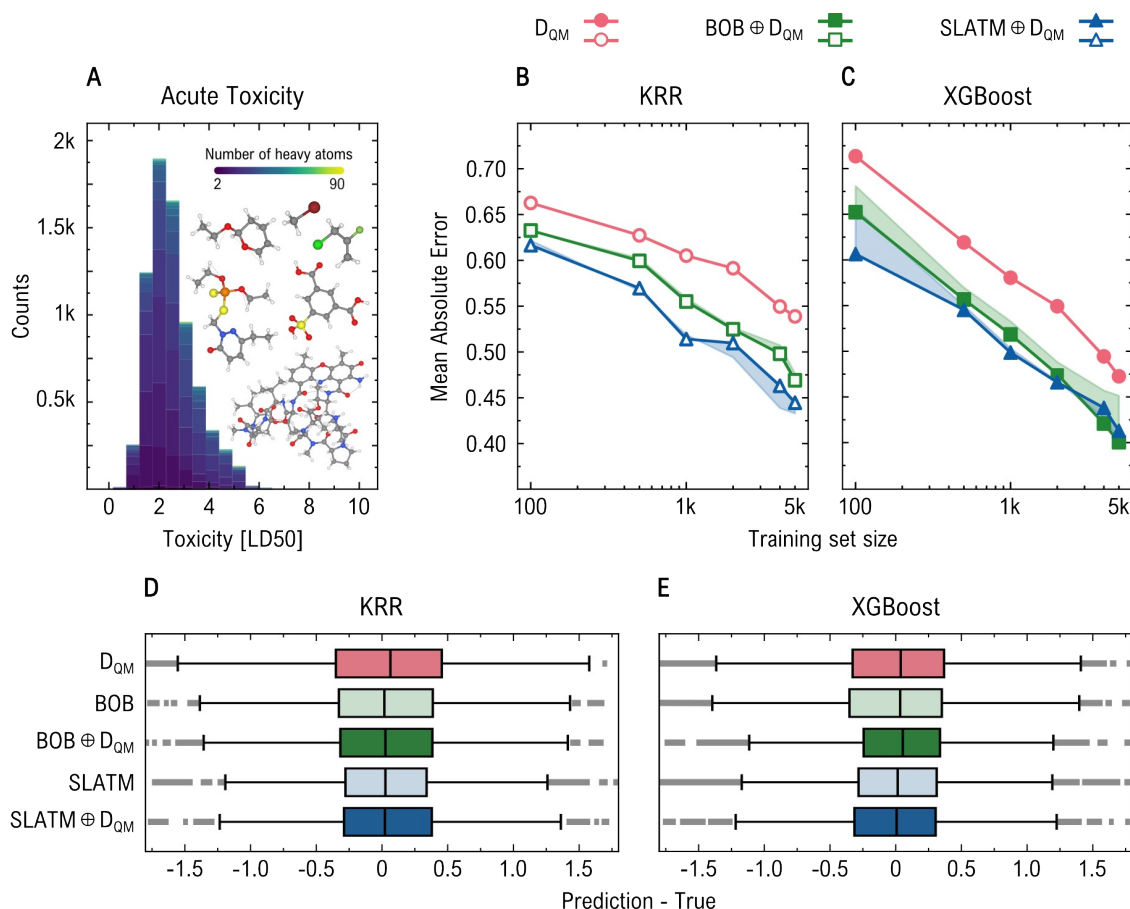 D_QM
BOB ⊕ D_QM
SLATM ⊕ D_QM
A
Acute Toxicity
B
KRR
C
XGBoost
2k
1.5k
1k
0.5k
Counts
Number of heavy atoms
2
90
0
2
4
6
8
10
Toxicity [LD50]
Mean Absolute Error
0.70
0.65
0.60
0.55
0.50
0.45
0.40
100
1k
5k
100
1k
5k
Training set size
D
KRR
E
XGBoost
D_QM
BOB
BOB ⊕ D_QM
SLATM
SLATM ⊕ D_QM
-1.5
-1.0
-0.5
0
0.5
1.0
1.5
-1.5
-1.0
-0.5
0
0.5
1.0
1.5
Prediction - True